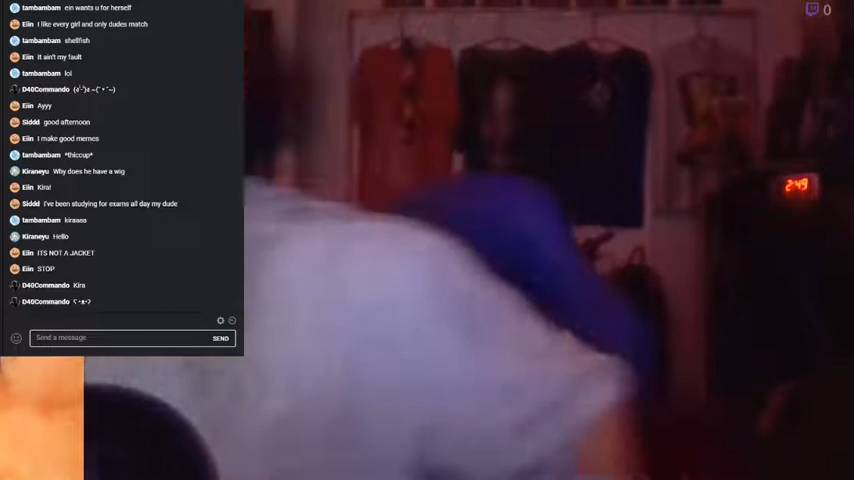 tambambam ein wants u for herself
Eiin I like every girl and only dudes match
tambambam shellfish
Eiin It ain't my fault
tambambam lol
D40Commando
Eiin Ayyy
Siddd good afternoon
Eiin I make good memes
tambambam *thiccup*
Kiraneyu Why does he have a wig
Eiin Kira!
Siddd I've been studying for exams all day my dude
tambambam kiraaaa
Kiraneyu Hello
Eiin ITS NOT A JACKET
Eiin STOP
D40Commando Kira
D40Commando
Send a message
SEND
0
2:49